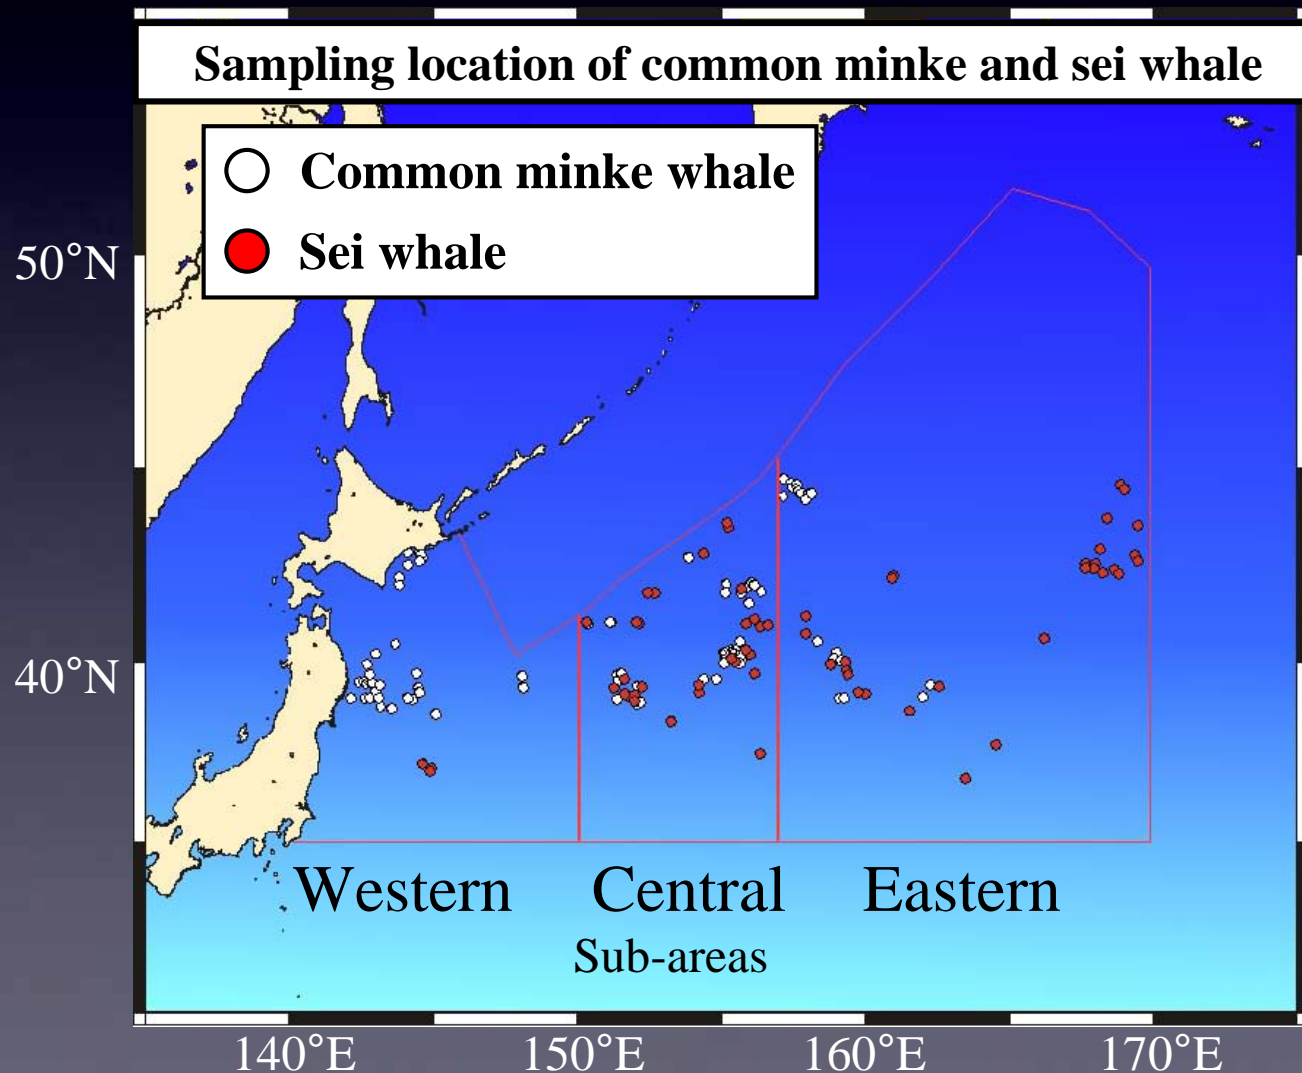 Sampling location of common minke and sei whale
Common minke whale
Sei whale
50°N
40°N
Western Central Eastern
Sub-areas
140°E 150°E 160°E 170°E